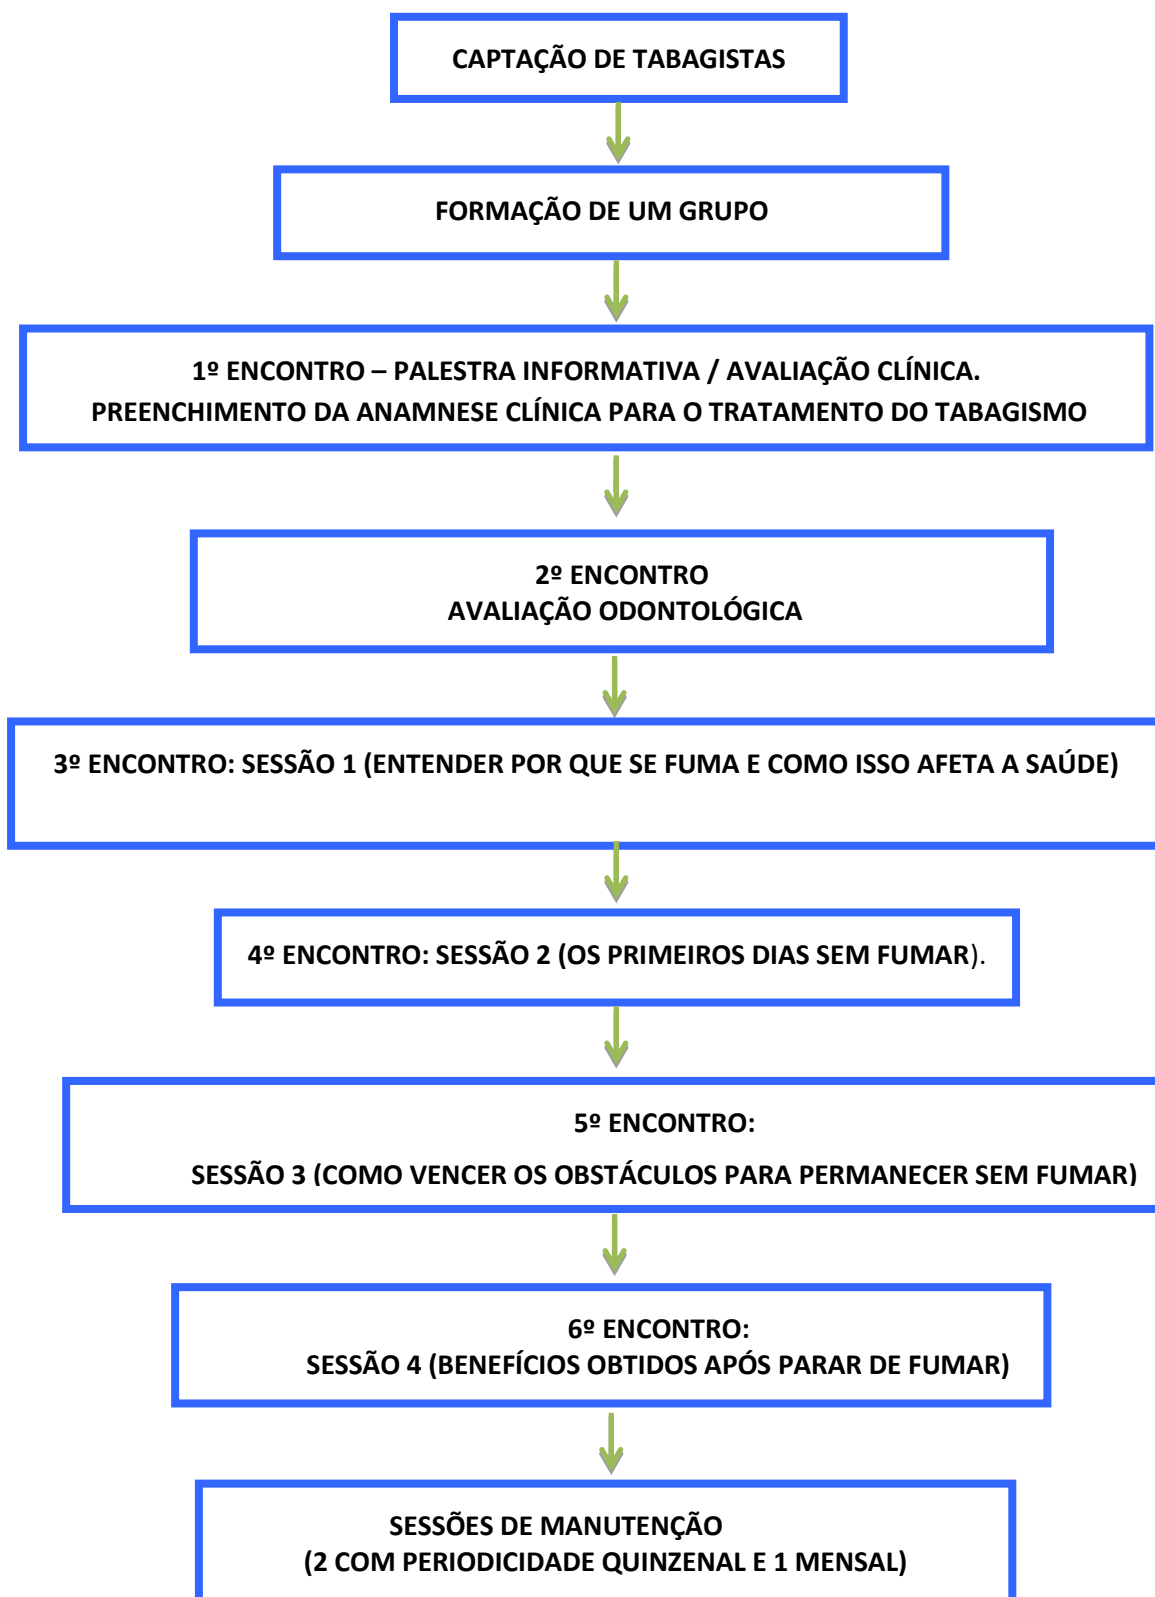 CAPTAÇÃO DE TABAGISTAS
FORMAÇÃO DE UM GRUPO
1º ENCONTRO – PALESTRA INFORMATIVA / AVALIAÇÃO CLÍNICA.
PREENCHIMENTO DA ANAMNESE CLÍNICA PARA O TRATAMENTO DO TABAGISMO
2º ENCONTRO
AVALIAÇÃO ODONTOLÓGICA
3º ENCONTRO: SESSÃO 1 (ENTENDER POR QUE SE FUMA E COMO ISSO AFETA A SAÚDE)
4º ENCONTRO: SESSÃO 2 (OS PRIMEIROS DIAS SEM FUMAR).
5º ENCONTRO:
SESSÃO 3 (COMO VENCER OS OBSTÁCULOS PARA PERMANECER SEM FUMAR)
6º ENCONTRO:
SESSÃO 4 (BENEFÍCIOS OBTIDOS APÓS PARAR DE FUMAR)
SESSÕES DE MANUTENÇÃO
(2 COM PERIODICIDADE QUINZENAL E 1 MENSAL)